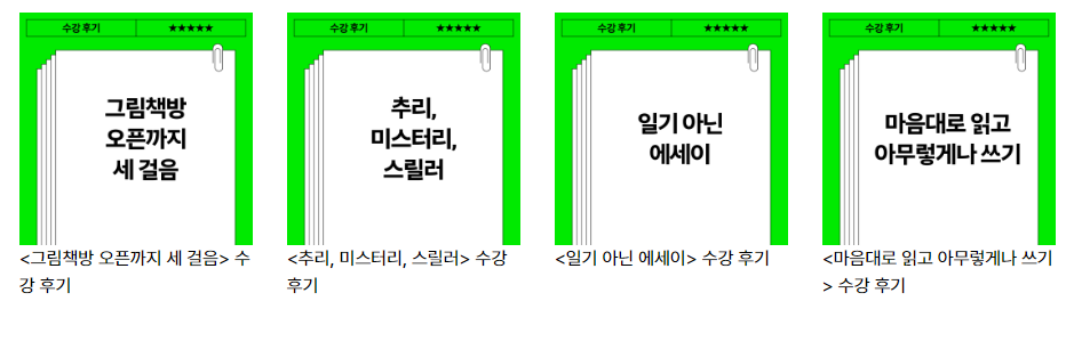 수강 후기 ★★★★★
그림책방
오픈까지
세 걸음
<그림책방 오픈까지 세 걸음> 수
강 후기
수강 후기 ★★★★★
추리,
미스터리,
스릴러
<추리, 미스터리, 스릴러> 수강
후기
수강 후기 ★★★★★
일기 아닌
에세이
<일기 아닌 에세이> 수강 후기
수강 후기 ★★★★★
마음대로 읽고
아무렇게나 쓰기
<마음대로 읽고 아무렇게나 쓰기
> 수강 후기